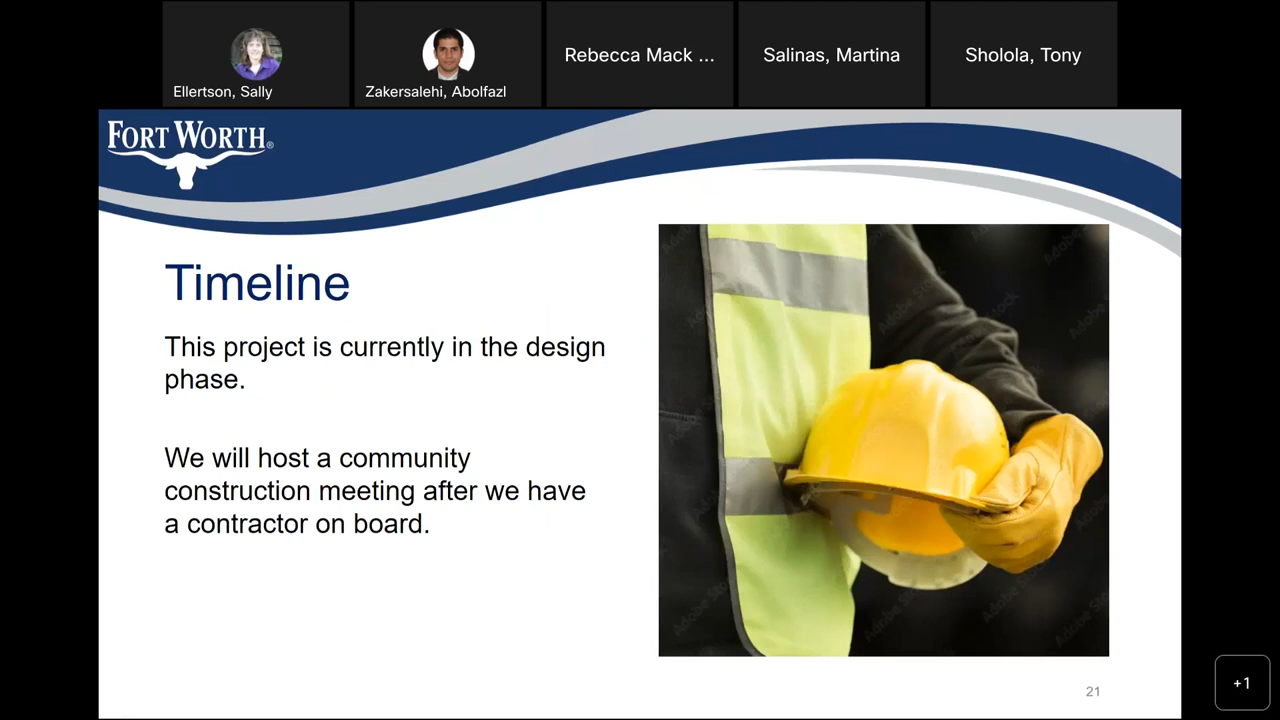 Ellertson, Sally
Zakersalehi, Abolfazl
Rebecca Mack ...
Salinas, Martina
Sholola, Tony
FORT WORTH®
Timeline
This project is currently in the design
phase.
We will host a community
construction meeting after we have
a contractor on board.
21
+1